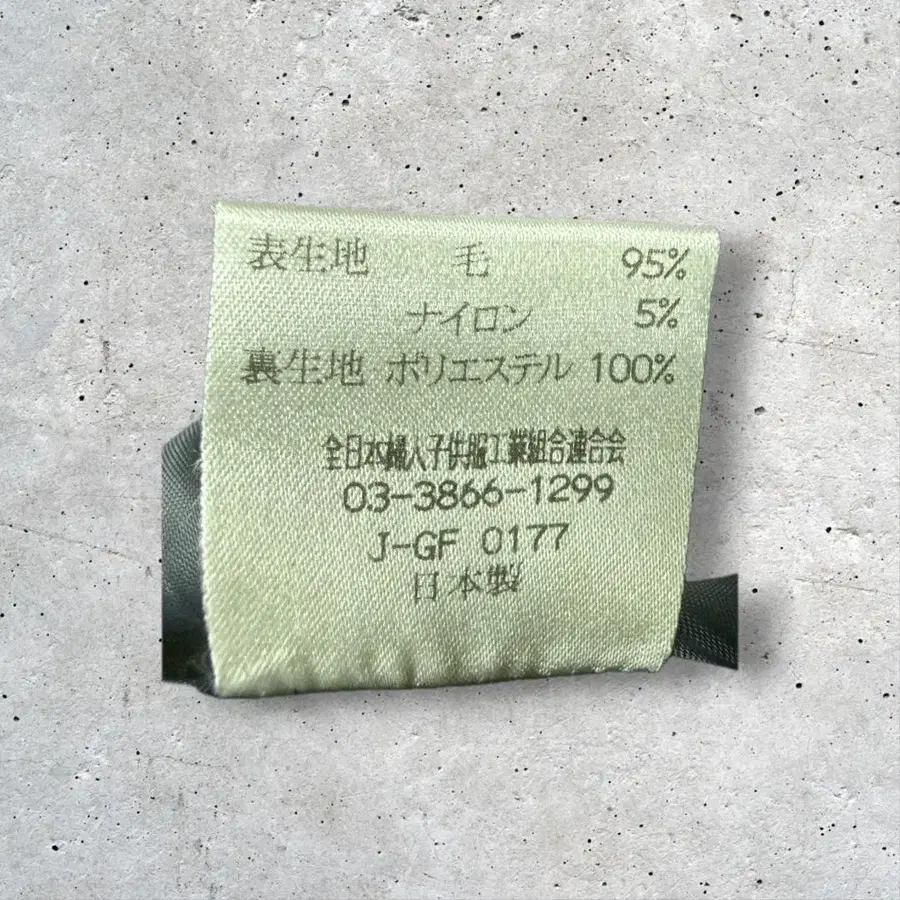 表生地 毛 95%
ナイロン 5%
裏生地 ポリエステル 100%
全日本婦人子供服工業組合連合会
03-3866-1299
J-GF 0177
日本製